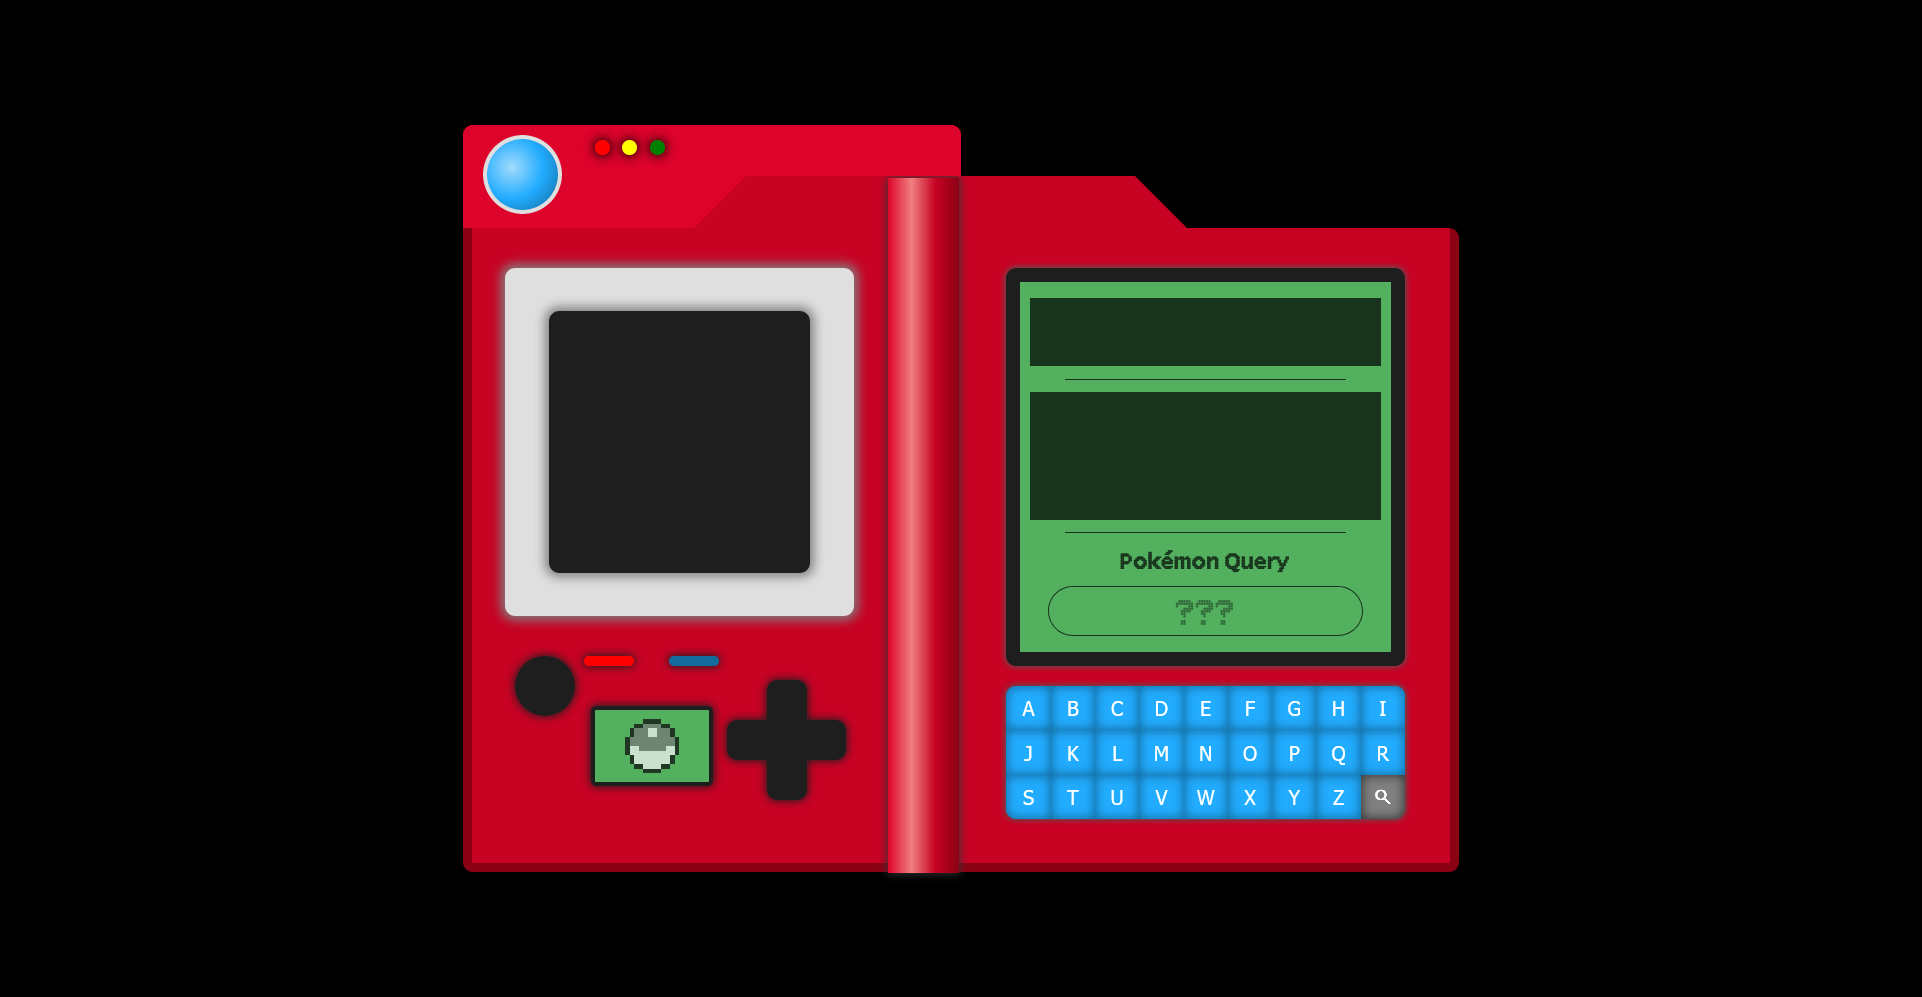 Pokémon Query
???
A B C D E F G H I
J K L M N O P Q R
S T U V W X Y Z